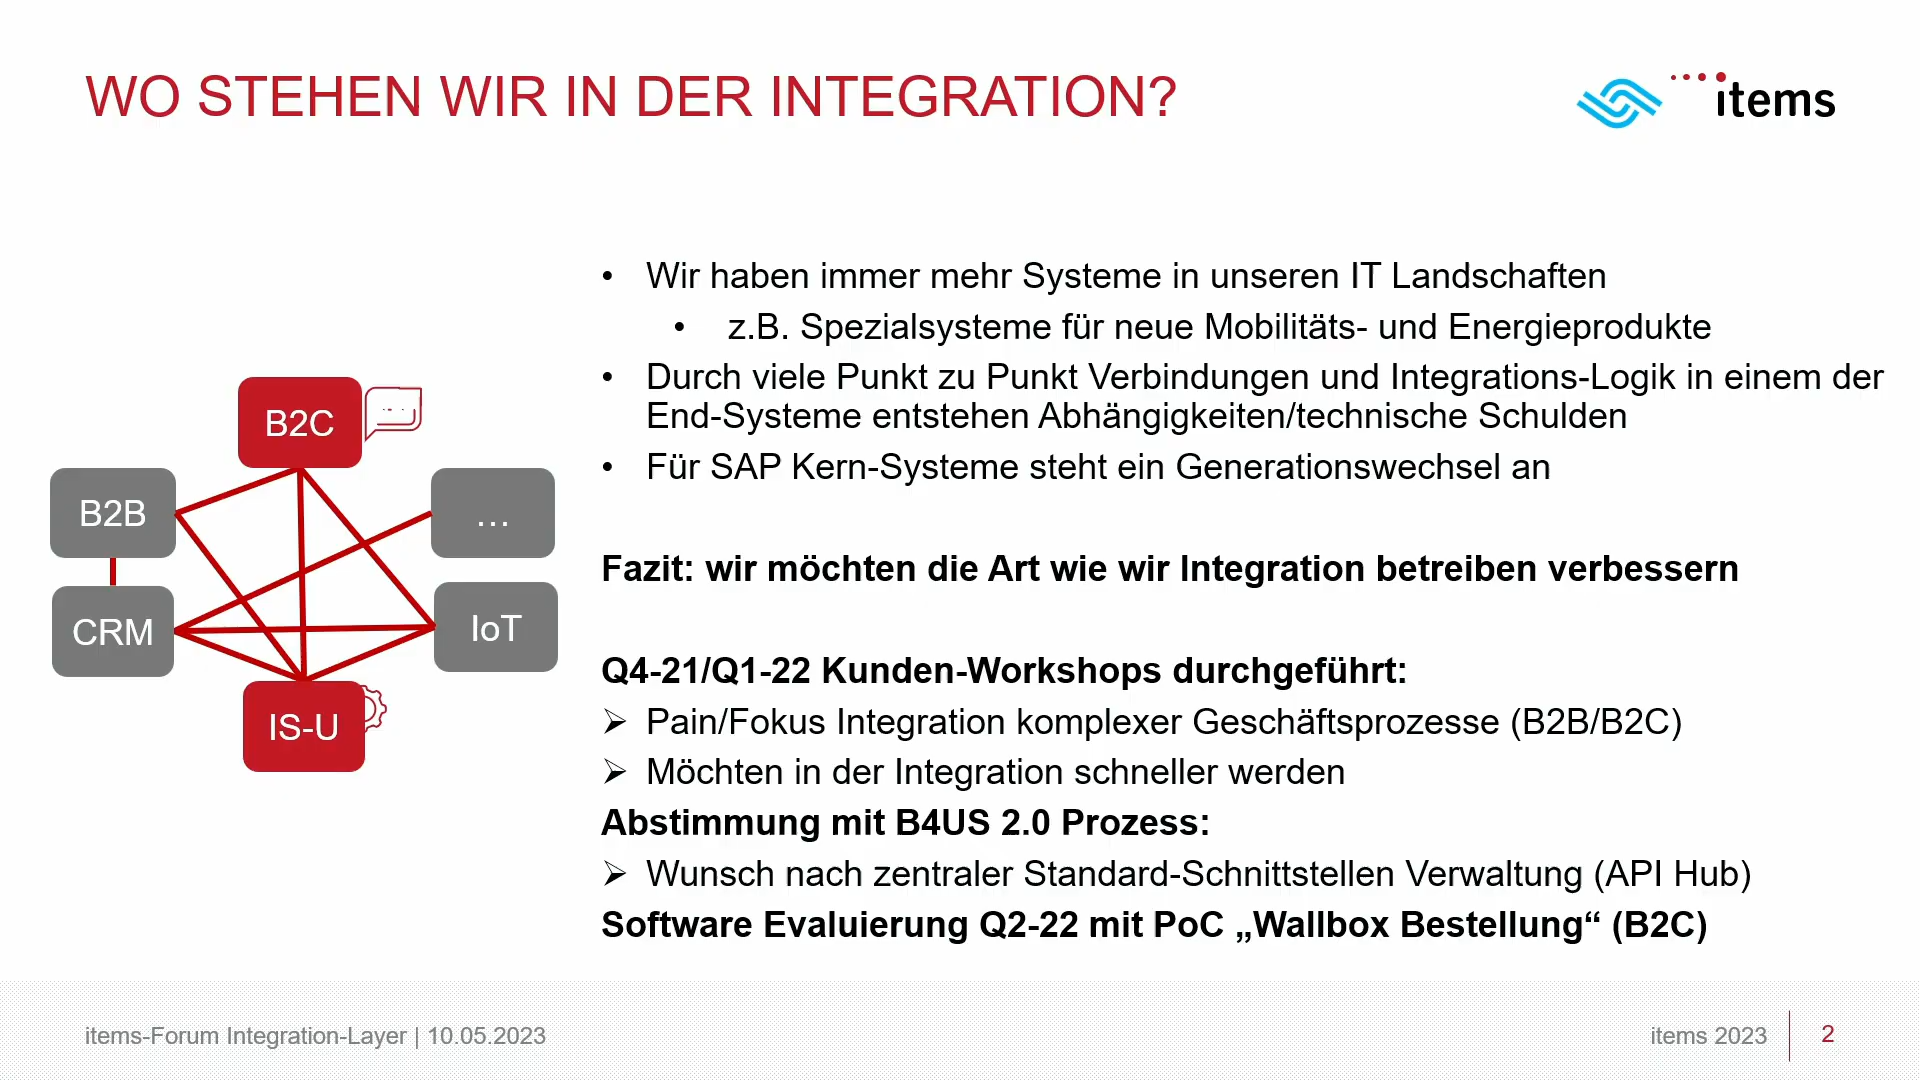 WO STEHEN WIR IN DER INTEGRATION?
items
• Wir haben immer mehr Systeme in unseren IT Landschaften
• z.B. Spezialsysteme für neue Mobilitäts- und Energieprodukte
• Durch viele Punkt zu Punkt Verbindungen und Integrations-Logik in einem der
End-Systeme entstehen Abhängigkeiten/technische Schulden
• Für SAP Kern-Systeme steht ein Generationswechsel an
B2C
B2B
...
CRM
IoT
IS-U
Fazit: wir möchten die Art wie wir Integration betreiben verbessern
Q4-21/Q1-22 Kunden-Workshops durchgeführt:
➢ Pain/Fokus Integration komplexer Geschäftsprozesse (B2B/B2C)
➢ Möchten in der Integration schneller werden
Abstimmung mit B4US 2.0 Prozess:
➢ Wunsch nach zentraler Standard-Schnittstellen Verwaltung (API Hub)
Software Evaluierung Q2-22 mit PoC „Wallbox Bestellung“ (B2C)
items-Forum Integration-Layer | 10.05.2023
items 2023
2